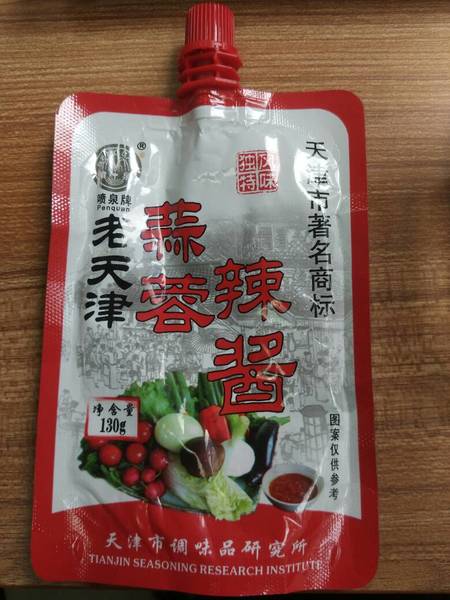 ®
喷泉牌
Penquan
老天津
蒜蓉
辣酱
独特风味
天津市著名商标
净含量
130g
图案仅供参考
天津市调味品研究所
TIANJIN SEASONING RESEARCH INSTITUTE